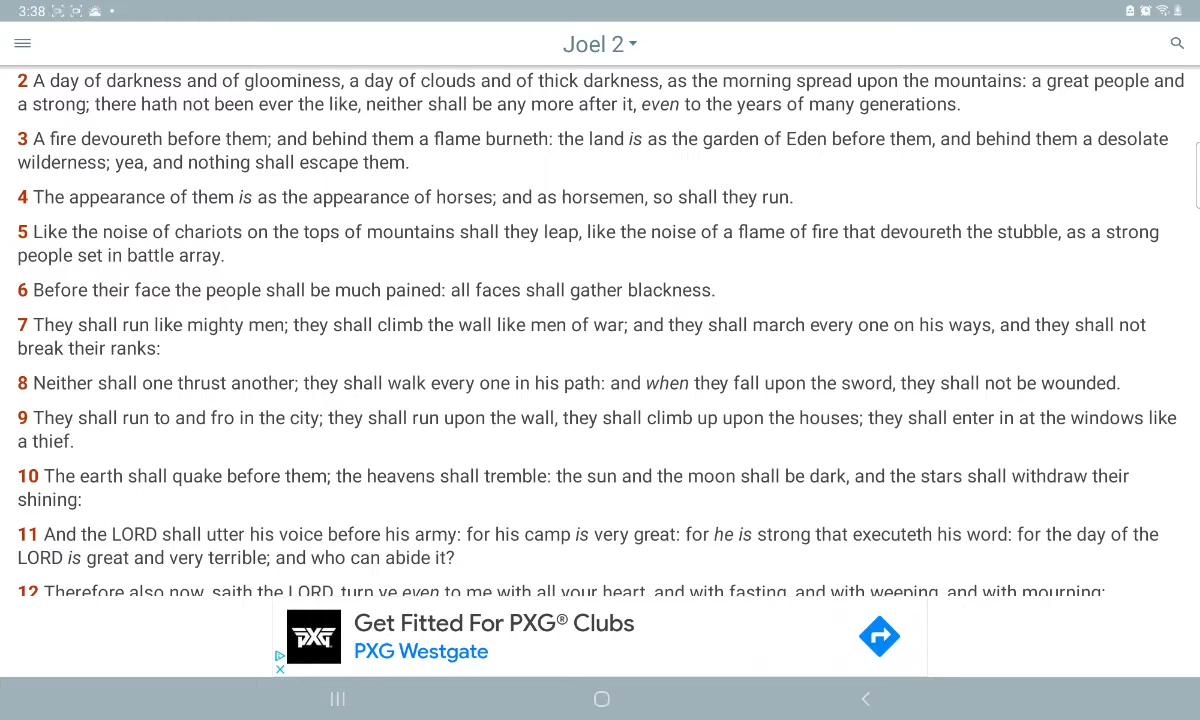 3:38
Joel 2
2 A day of darkness and of gloominess, a day of clouds and of thick darkness, as the morning spread upon the mountains: a great people and
a strong; there hath not been ever the like, neither shall be any more after it, even to the years of many generations.
3 A fire devoureth before them; and behind them a flame burneth: the land is as the garden of Eden before them, and behind them a desolate
wilderness; yea, and nothing shall escape them.
4 The appearance of them is as the appearance of horses; and as horsemen, so shall they run.
5 Like the noise of chariots on the tops of mountains shall they leap, like the noise of a flame of fire that devoureth the stubble, as a strong
people set in battle array.
6 Before their face the people shall be much pained: all faces shall gather blackness.
7 They shall run like mighty men; they shall climb the wall like men of war; and they shall march every one on his ways, and they shall not
break their ranks:
8 Neither shall one thrust another; they shall walk every one in his path: and when they fall upon the sword, they shall not be wounded.
9 They shall run to and fro in the city; they shall run upon the wall, they shall climb up upon the houses; they shall enter in at the windows like
a thief.
10 The earth shall quake before them; the heavens shall tremble: the sun and the moon shall be dark, and the stars shall withdraw their
shining:
11 And the LORD shall utter his voice before his army: for his camp is very great: for he is strong that executeth his word: for the day of the
LORD is great and very terrible; and who can abide it?
12 Therefore also now, saith the LORD, turn ye even to me with all your heart, and with fasting, and with weeping, and with mourning:
PXG
Get Fitted For PXG® Clubs
PXG Westgate